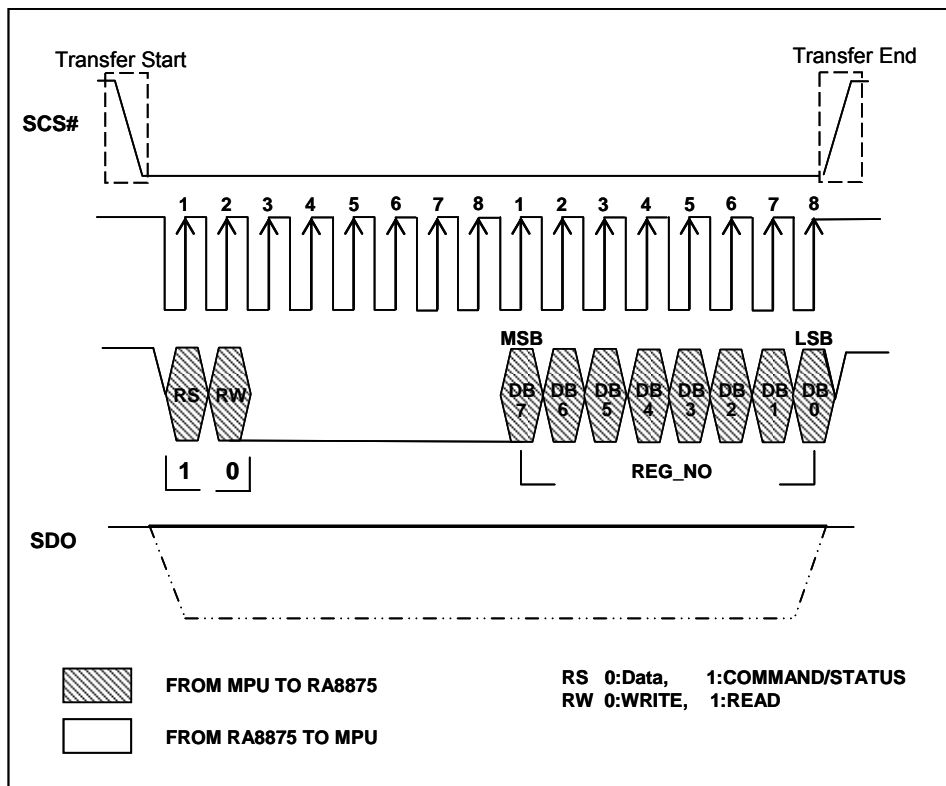 Transfer Start
Transfer End
SCS#
1 2 3 4 5 6 7 8 1 2 3 4 5 6 7 8
MSB LSB
RS RW DB 7 DB 6 DB 5 DB 4 DB 3 DB 2 DB 1 DB 0
1 0 REG_NO
SDO
FROM MPU TO RA8875
RS 0:Data, 1:COMMAND/STATUS
RW 0:WRITE, 1:READ
FROM RA8875 TO MPU